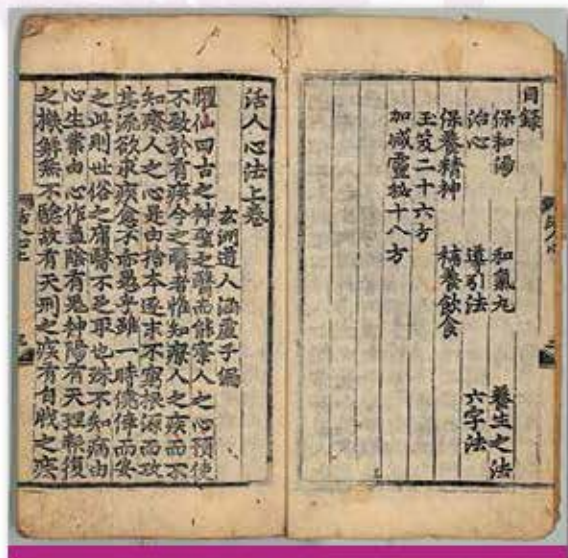 目録
保和湯 和氣丸 養生之法
治心 導引法 六字法
保養精神 補養飲食
玉笈二十六方
加减靈秘十八方
活人心法上卷
玄洲道人涵虛子編
臞仙曰古之神聖之醫而能療人之心預使
不致於有疾今之醫者惟知療人之疾而不
知療人之心是由捨本逐末不窮根源而攻
其流欲求疾愈不亦愚乎雖一時僥倖而安
之此則世俗之庸醫不足取也殊不知病由
心生業由心作盖陰有鬼神陽有天理報復
之機鮮無不驗故有天刑之疾有自戕之疾